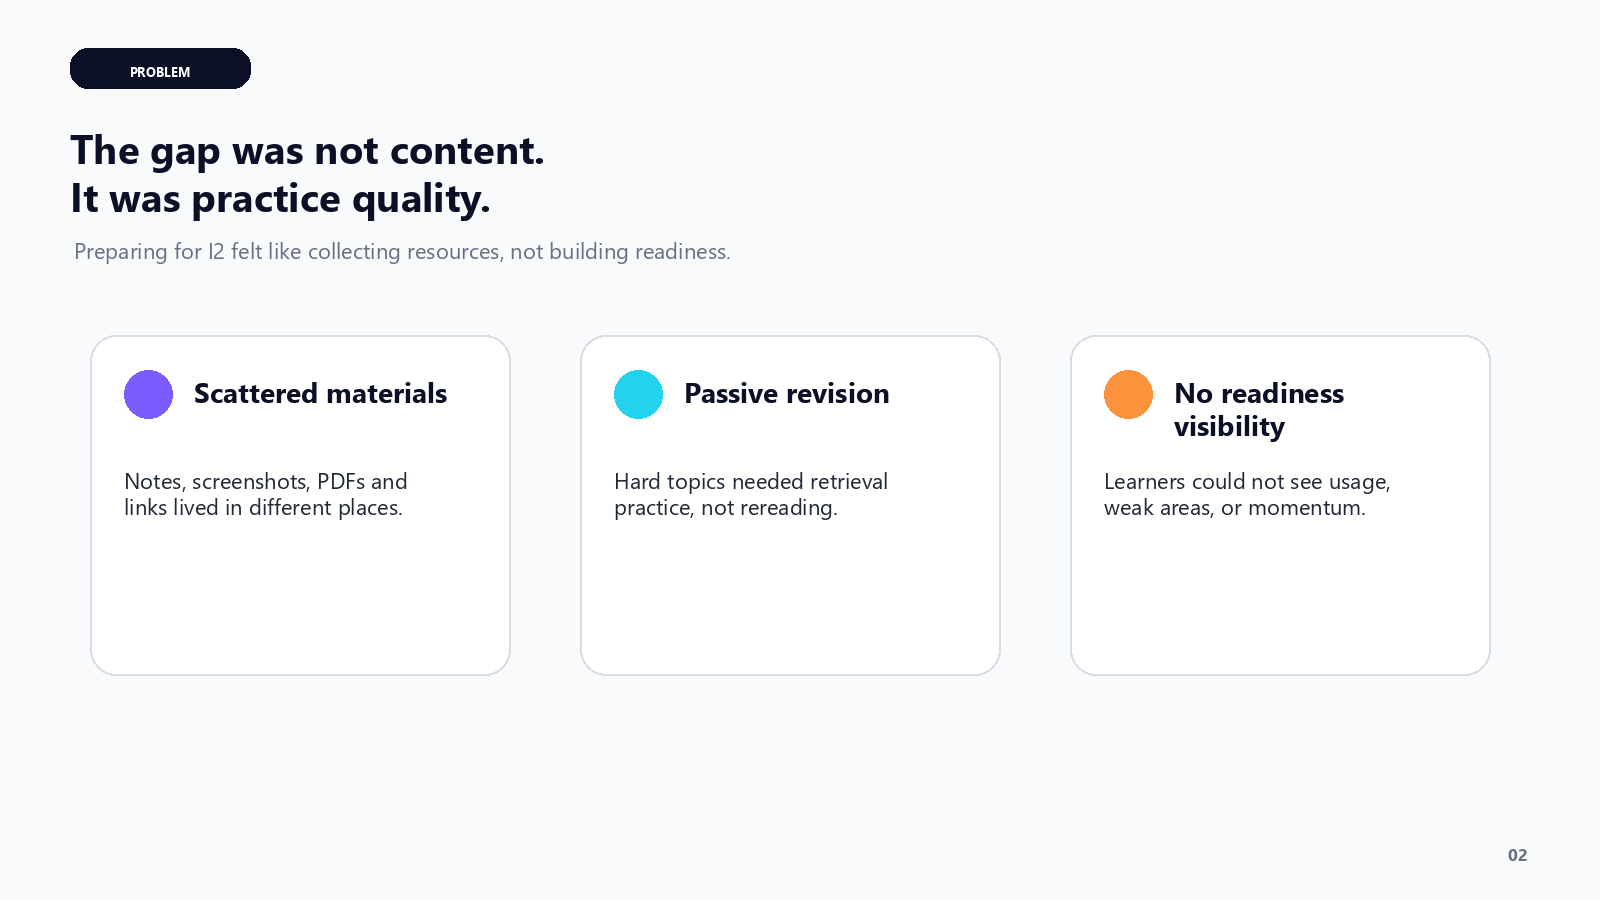 PROBLEM
The gap was not content.
It was practice quality.
Preparing for I2 felt like collecting resources, not building readiness.
Scattered materials
Notes, screenshots, PDFs and
links lived in different places.
Passive revision
Hard topics needed retrieval
practice, not rereading.
No readiness
visibility
Learners could not see usage,
weak areas, or momentum.
02